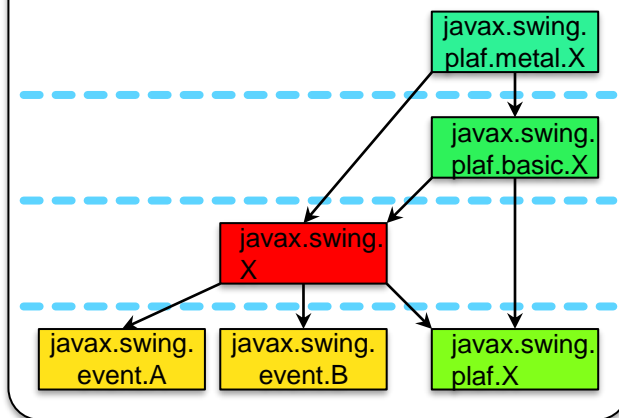 javax.swing.
plaf.metal.X
javax.swing.
plaf.basic.X
javax.swing.
X
javax.swing.
event.A
javax.swing.
event.B
javax.swing.
plaf.X